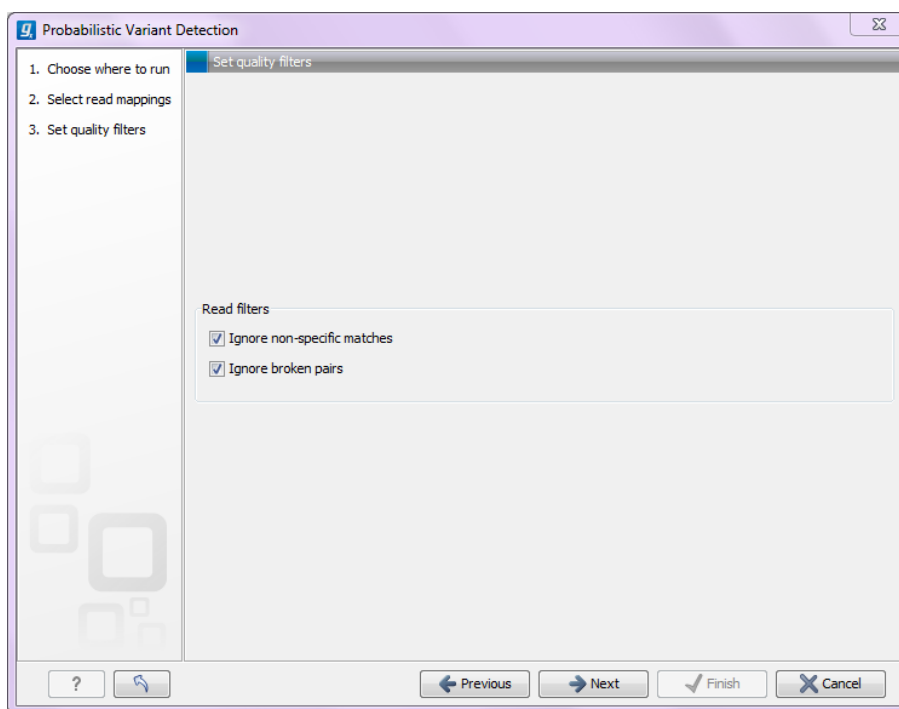 Probabilistic Variant Detection
1. Choose where to run
2. Select read mappings
3. Set quality filters
Set quality filters
Read filters
Ignore non-specific matches
Ignore broken pairs
?
Previous
Next
Finish
Cancel